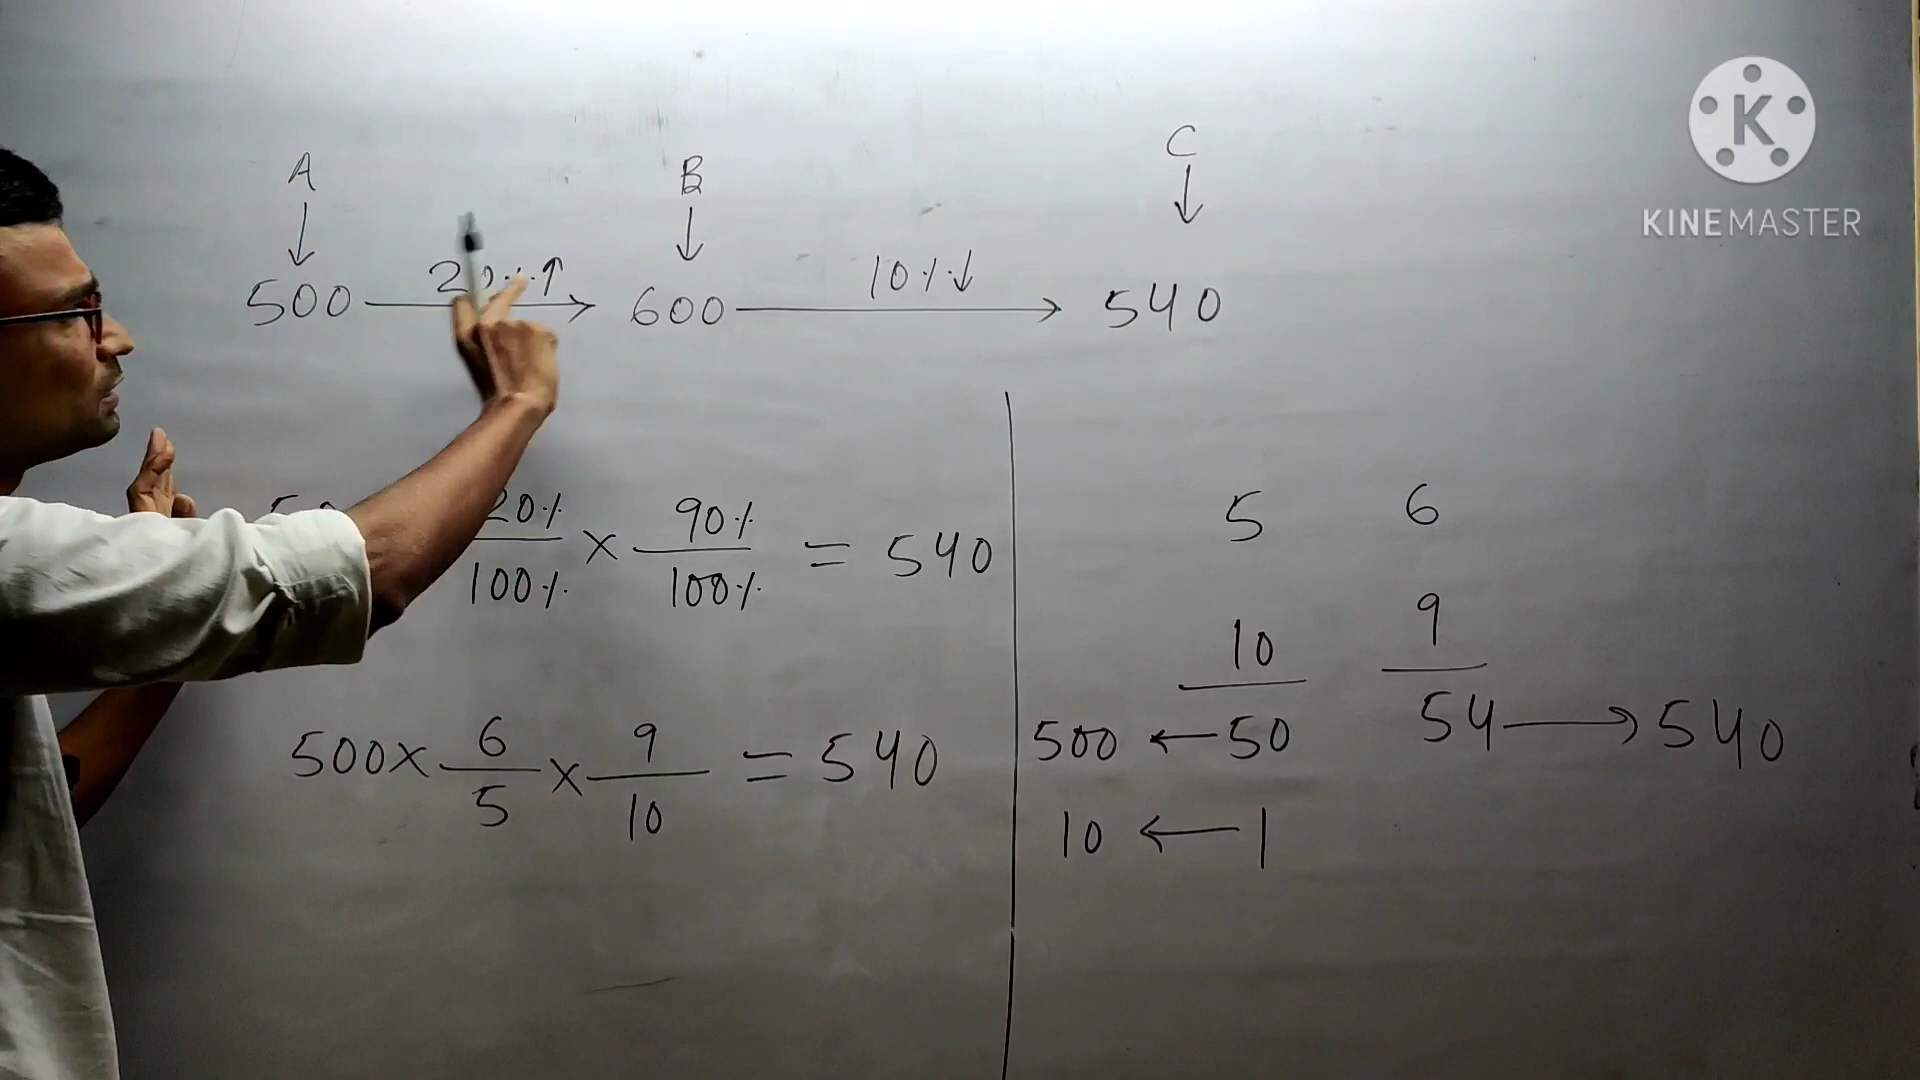 A B C
↓ ↓ ↓
500 → 20%↑ 600 → 10%↓ 540
20%/100% × 90%/100% = 540
500 × 6/5 × 9/10 = 540
5 6
10 9
500 ← 50 54 → 540
10 ← 1
K
KINEMASTER